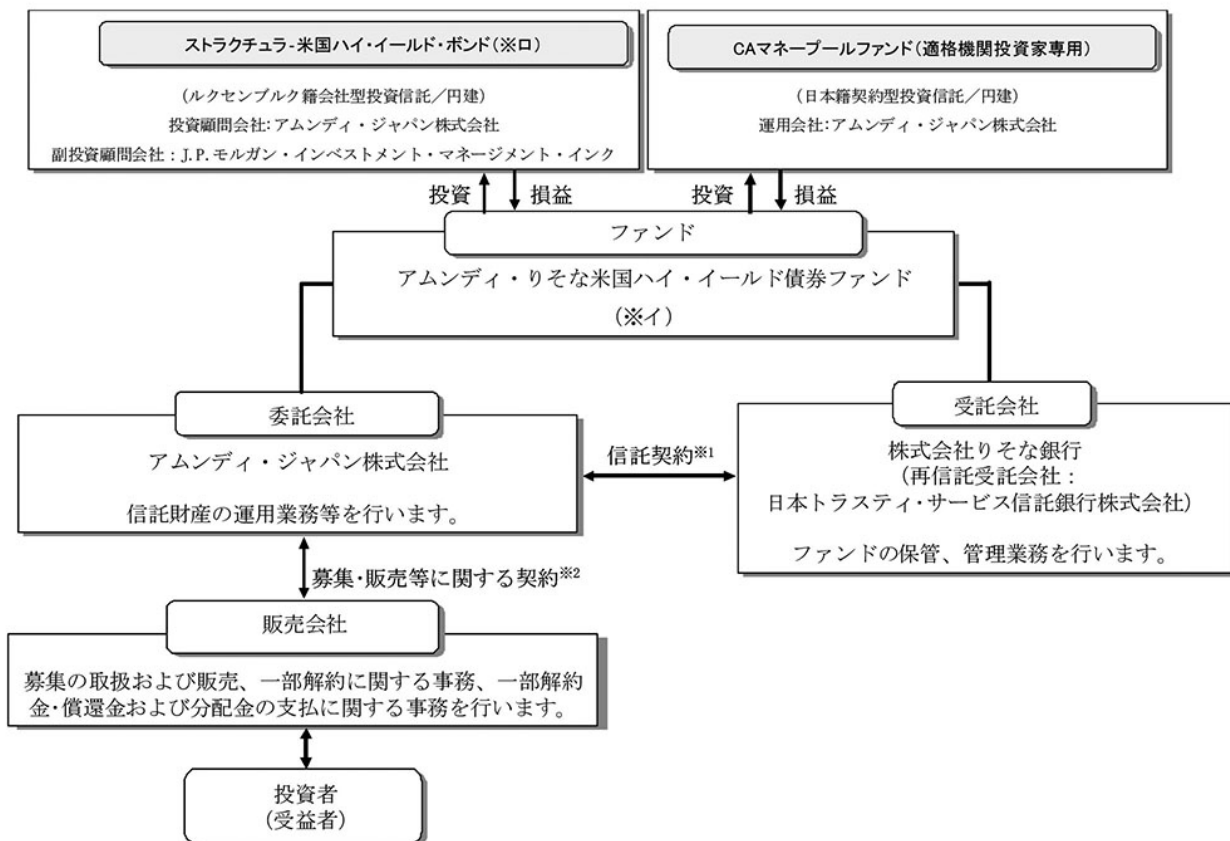 ストラクチュラ-米国ハイ・イールド・ボンド(※ロ)
(ルクセンブルク籍会社型投資信託／円建)
投資顧問会社：アムンディ・ジャパン株式会社
副投資顧問会社：J.P.モルガン・インベストメント・マネージメント・インク
CAマネープールファンド(適格機関投資家専用)
(日本籍契約型投資信託／円建)
運用会社：アムンディ・ジャパン株式会社
投資
損益
投資
損益
ファンド
アムンディ・りそな米国ハイ・イールド債券ファンド
(※イ)
委託会社
アムンディ・ジャパン株式会社
信託財産の運用業務等を行います。
信託契約※1
受託会社
株式会社りそな銀行
(再信託受託会社：
日本トラスティ・サービス信託銀行株式会社)
ファンドの保管、管理業務を行います。
募集・販売等に関する契約※2
販売会社
募集の取扱および販売、一部解約に関する事務、一部解約
金・償還金および分配金の支払に関する事務を行います。
投資者
(受益者)